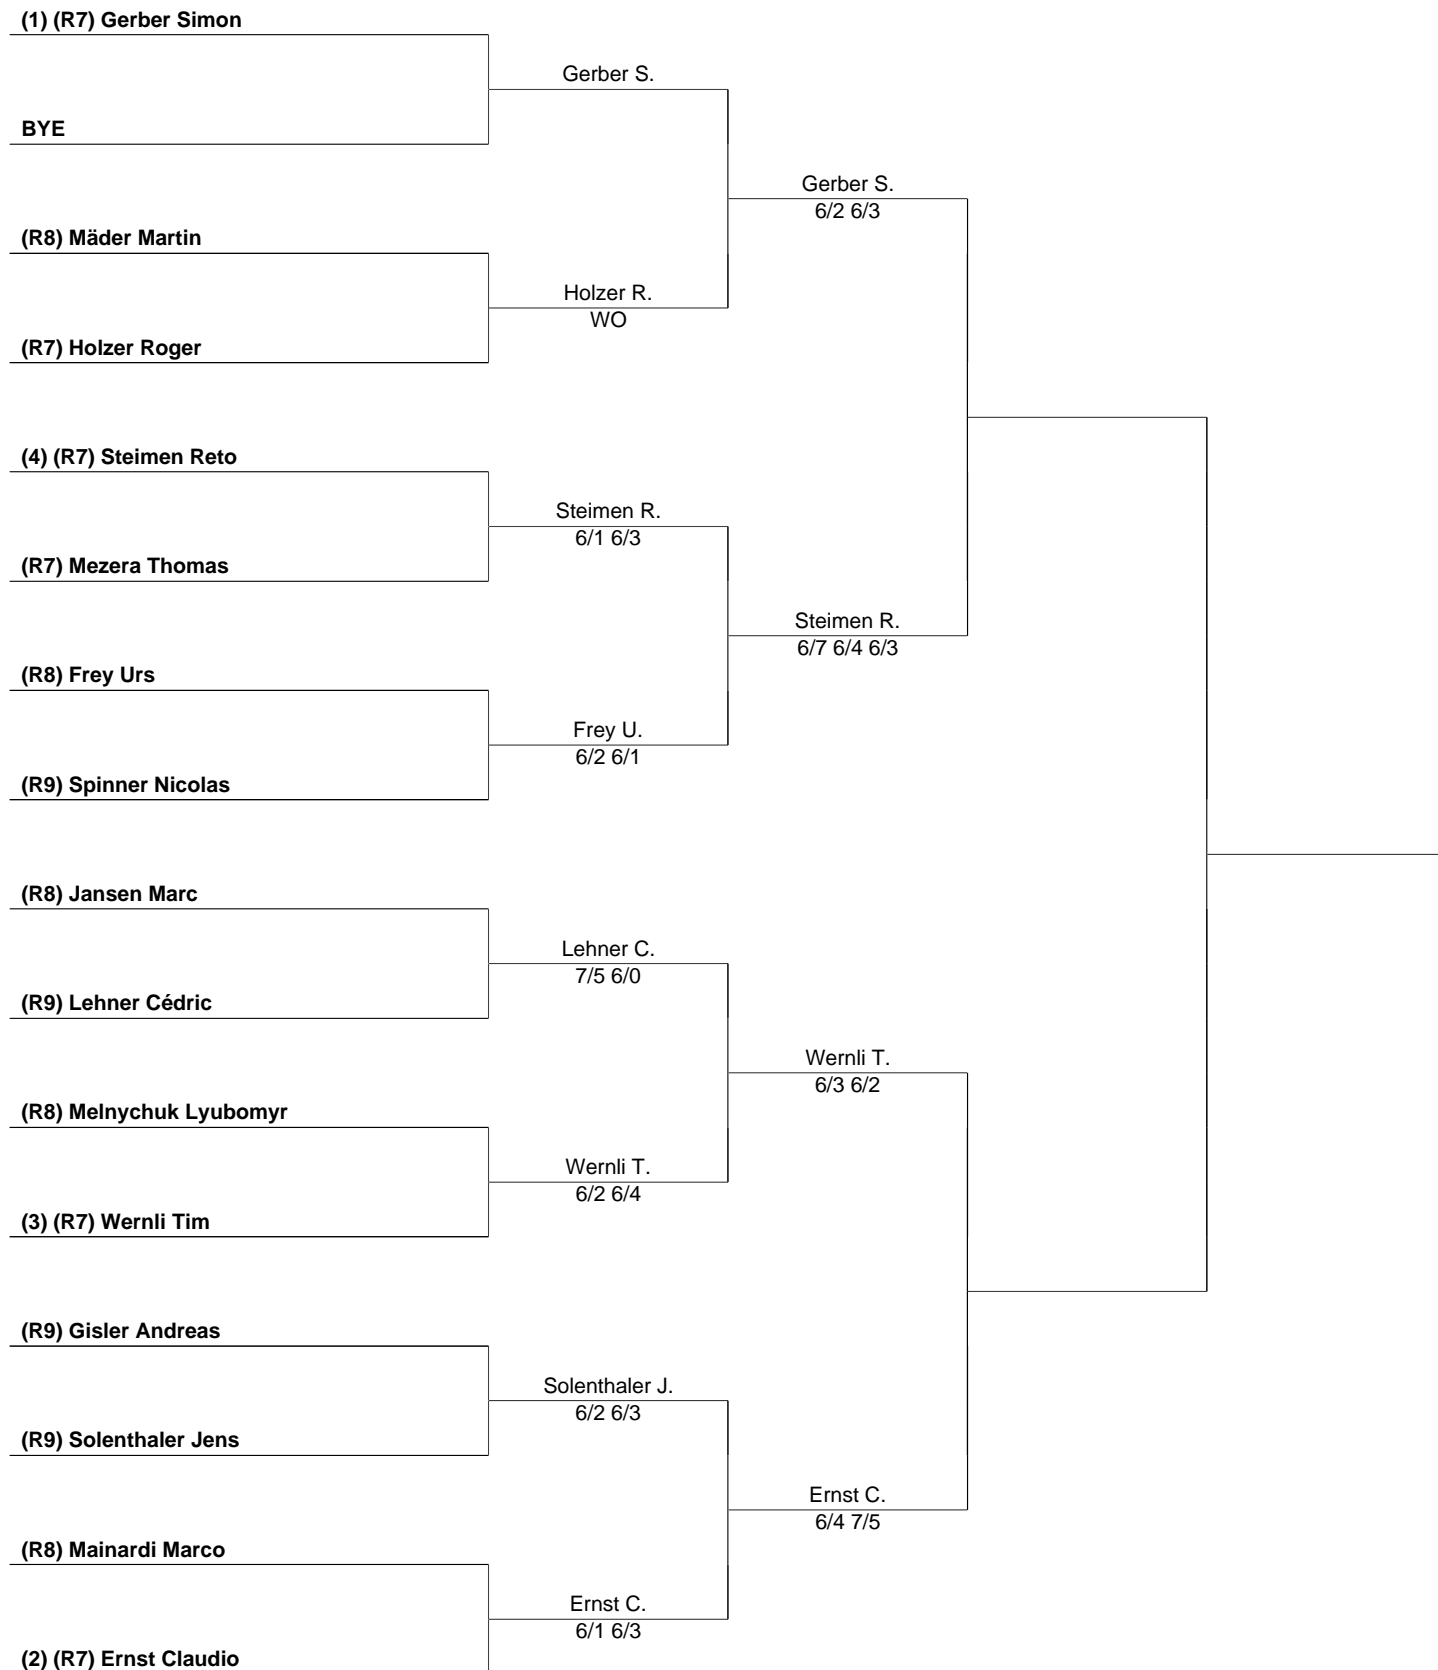 (1) (R7) Gerber Simon
Gerber S.
BYE
Gerber S.
6/2 6/3
(R8) Mäder Martin
Holzer R.
WO
(R7) Holzer Roger
(4) (R7) Steimen Reto
Steimen R.
6/1 6/3
(R7) Mezera Thomas
Steimen R.
6/7 6/4 6/3
(R8) Frey Urs
Frey U.
6/2 6/1
(R9) Spinner Nicolas
(R8) Jansen Marc
Lehner C.
7/5 6/0
(R9) Lehner Cédric
Wernli T.
6/3 6/2
(R8) Melnychuk Lyubomyr
Wernli T.
6/2 6/4
(3) (R7) Wernli Tim
(R9) Gisler Andreas
Solenthaler J.
6/2 6/3
(R9) Solenthaler Jens
Ernst C.
6/4 7/5
(R8) Mainardi Marco
Ernst C.
6/1 6/3
(2) (R7) Ernst Claudio